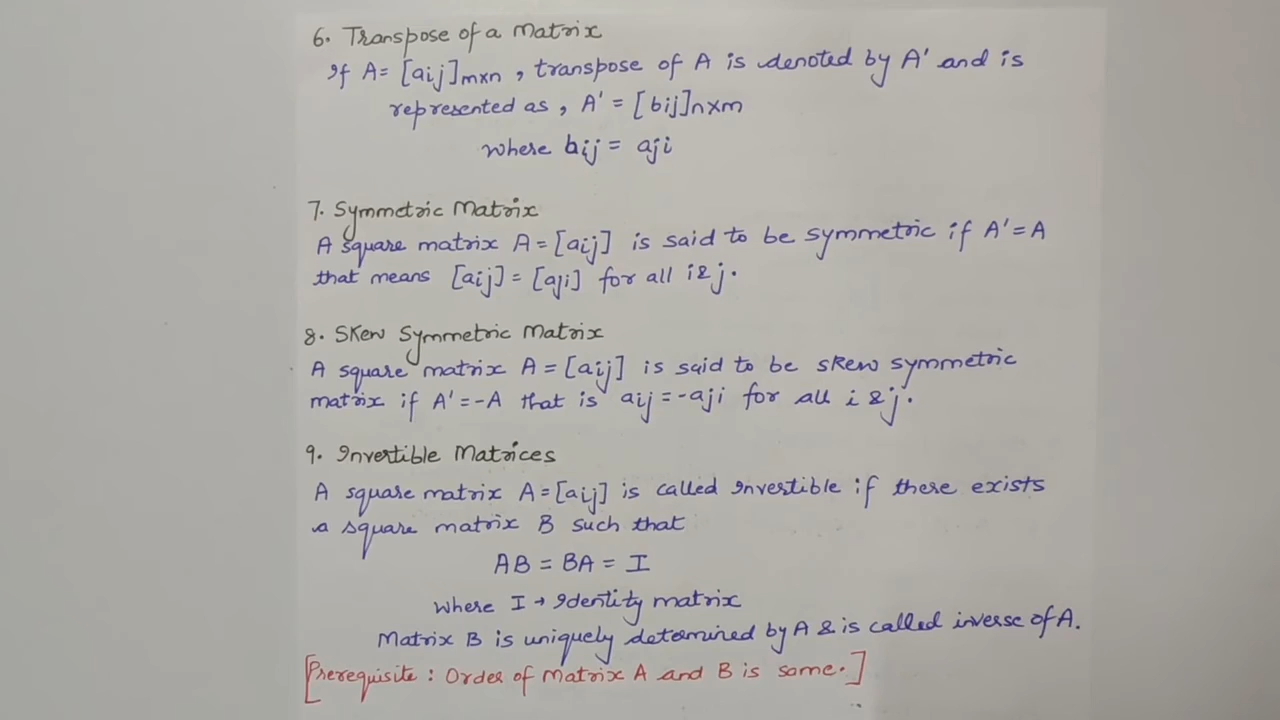 6. Transpose of a Matrix
If A = [aij]m×n , transpose of A is denoted by A' and is
represented as , A' = [bij]n×m
where bij = aji
7. Symmetric Matrix
A square matrix A = [aij] is said to be symmetric if A' = A
that means [aij] = [aji] for all i & j.
8. Skew Symmetric Matrix
A square matrix A = [aij] is said to be skew symmetric
matrix if A' = -A that is aij = -aji for all i & j.
9. Invertible Matrices
A square matrix A = [aij] is called invertible if there exists
a square matrix B such that
AB = BA = I
where I → Identity matrix
Matrix B is uniquely determined by A & is called inverse of A.
[Prerequisite : Order of Matrix A and B is same.]